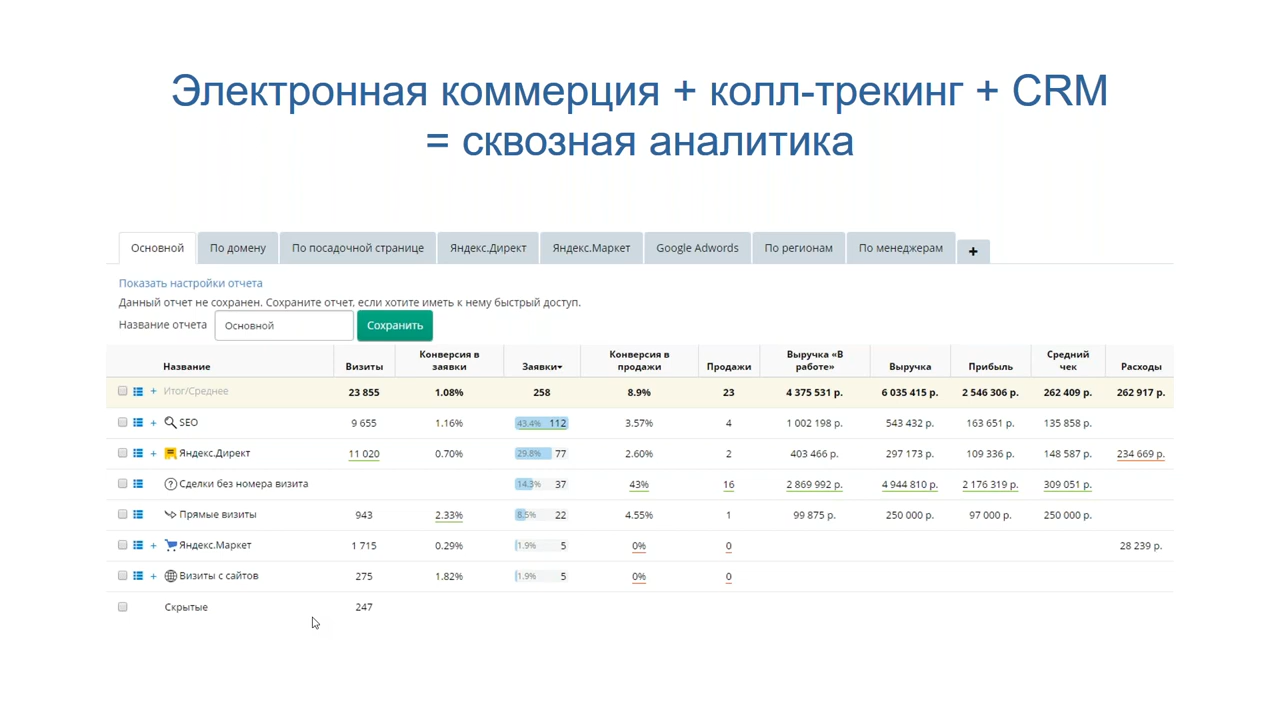 Электронная коммерция + колл-трекинг + CRM
= сквозная аналитика
Основной По домену По посадочной странице Яндекс.Директ Яндекс.Маркет Google Adwords По регионам По менеджерам +
Показать настройки отчета
Данный отчет не сохранен. Сохраните отчет, если хотите иметь к нему быстрый доступ.
Название отчета Основной Сохранить
Название Визиты Конверсия в заявки Заявки Конверсия в продажи Продажи Выручка «В работе» Выручка Прибыль Средний чек Расходы
+ Итог/Среднее 23 855 1.08% 258 8.9% 23 4 375 531 р. 6 035 415 р. 2 546 306 р. 262 409 р. 262 917 р.
+ SEO 9 655 1.16% 43.4% 112 3.57% 4 1 002 198 р. 543 432 р. 163 651 р. 135 858 р.
+ Яндекс.Директ 11 020 0.70% 29.8% 77 2.60% 2 403 466 р. 297 173 р. 109 336 р. 148 587 р. 234 669 р.
Сделки без номера визита 14.3% 37 43% 16 2 869 992 р. 4 944 810 р. 2 176 319 р. 309 051 р.
Прямые визиты 943 2.33% 8.5% 22 4.55% 1 99 875 р. 250 000 р. 97 000 р. 250 000 р.
+ Яндекс.Маркет 1 715 0.29% 1.9% 5 0% 0 28 239 р.
+ Визиты с сайтов 275 1.82% 1.9% 5 0% 0
Скрытые 247